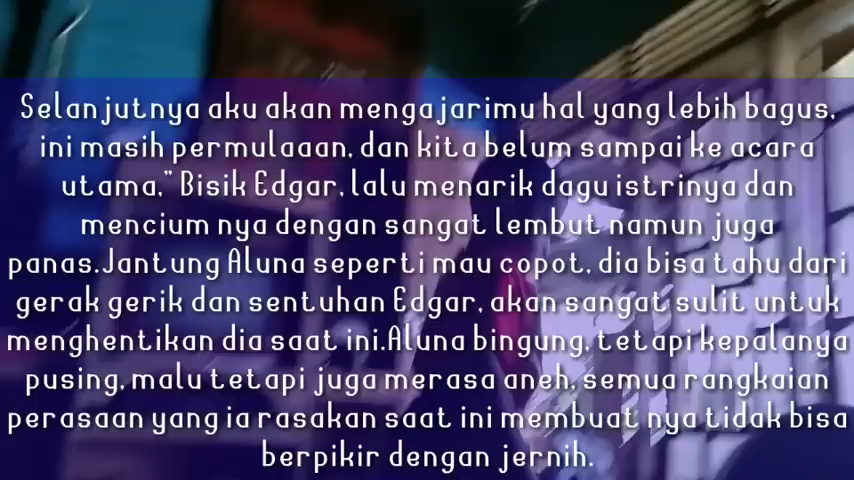 Selanjutnya aku akan mengajarimu hal yang lebih bagus,
ini masih permulaaan, dan kita belum sampai ke acara
utama," Bisik Edgar, lalu menarik dagu istrinya dan
mencium nya dengan sangat lembut namun juga
panas.Jantung Aluna seperti mau copot, dia bisa tahu dari
gerak gerik dan sentuhan Edgar, akan sangat sulit untuk
menghentikan dia saat ini.Aluna bingung, tetapi kepalanya
pusing, malu tetapi juga merasa aneh, semua rangkaian
perasaan yang ia rasakan saat ini membuat nya tidak bisa
berpikir dengan jernih.